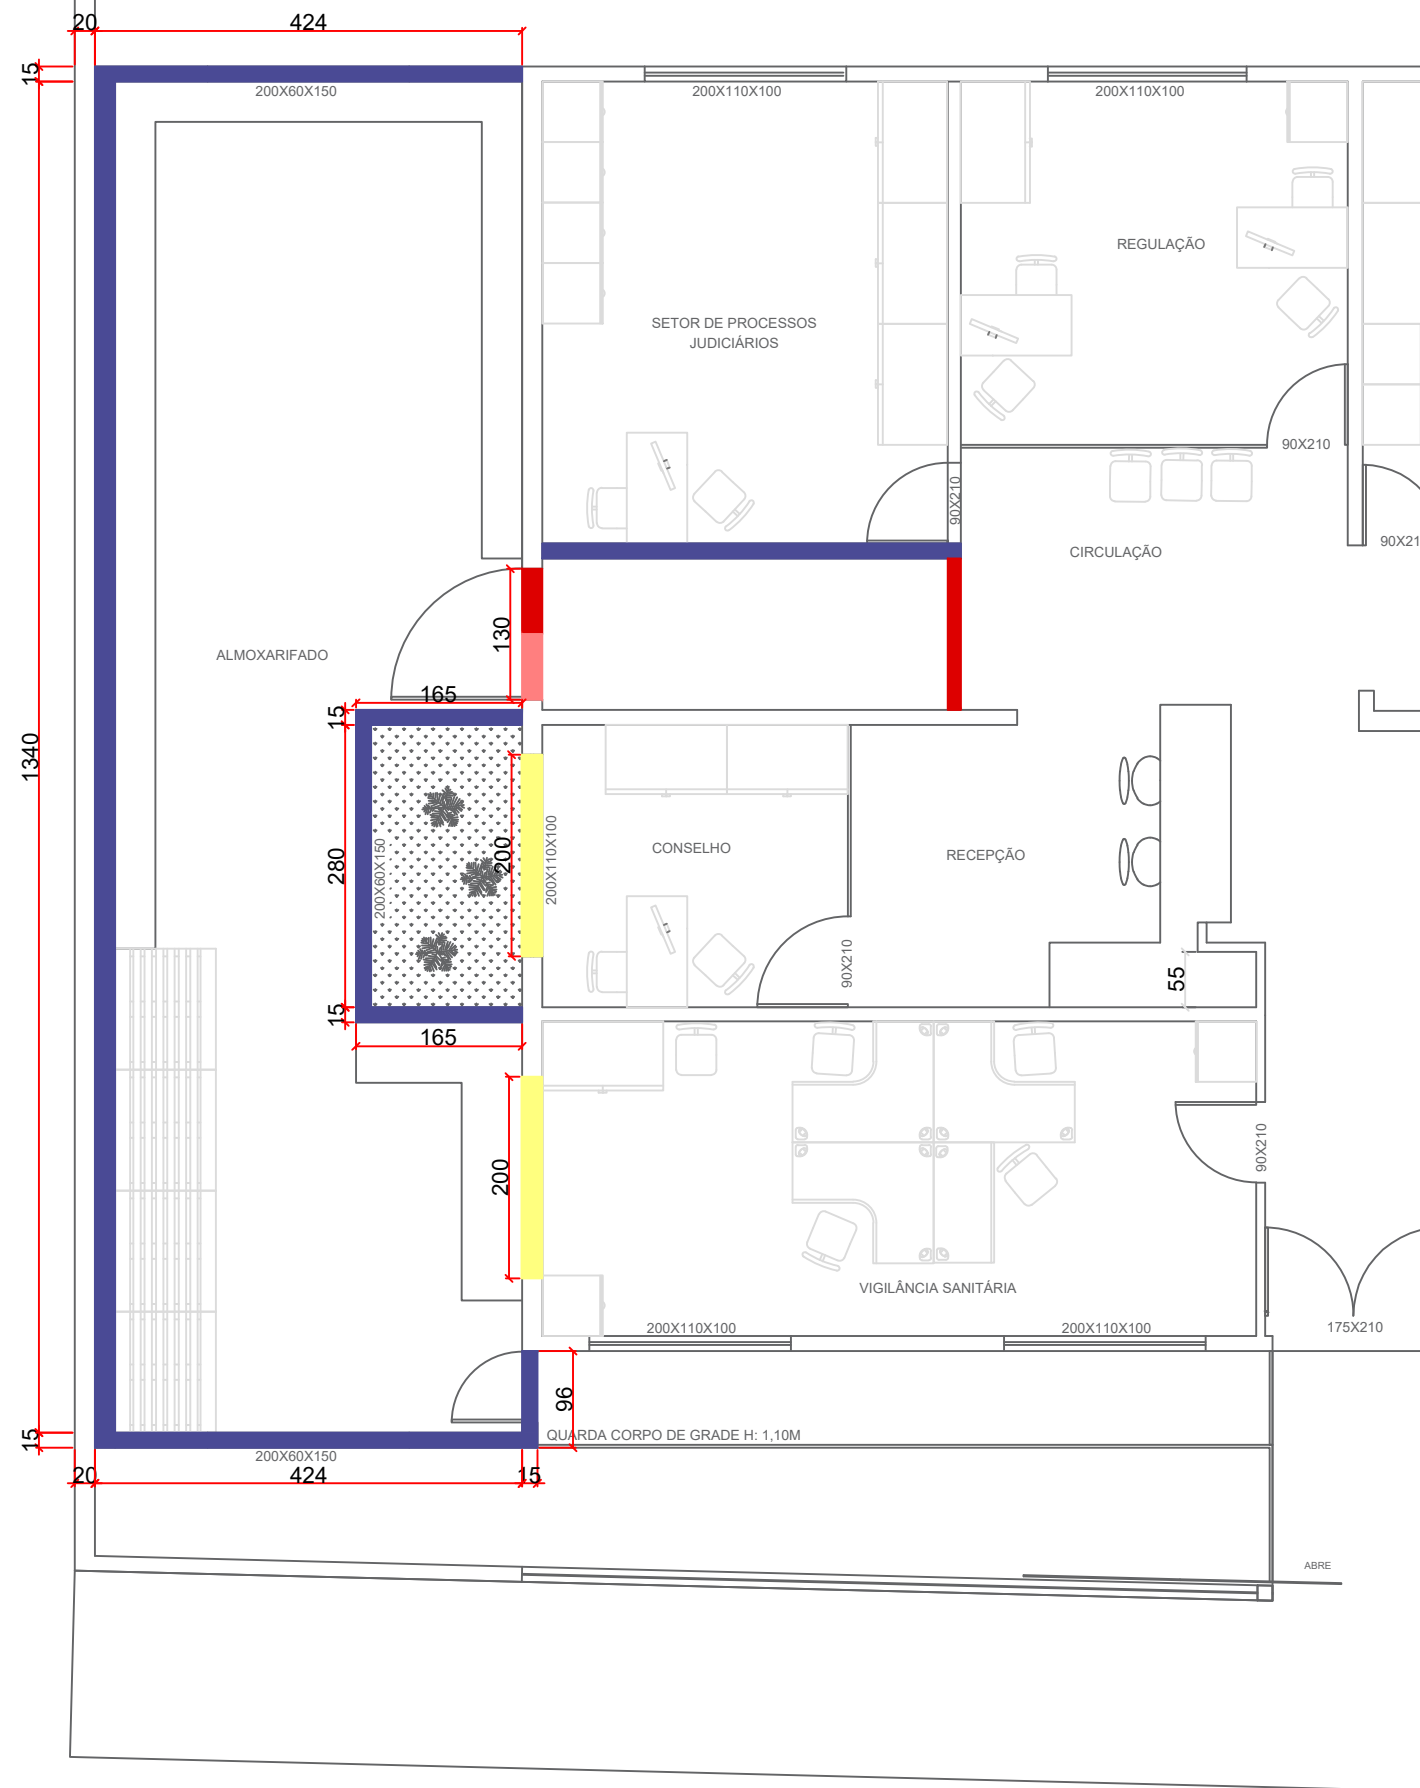 20
424
15
200X60X150
200X110X100
200X110X100
REGULAÇÃO
SETOR DE PROCESSOS
JUDICIÁRIOS
90X210
90X210
90X21
CIRCULAÇÃO
130
ALMOXARIFADO
165
15
1340
280
200X60X150
200
200X110X100
CONSELHO
RECEPÇÃO
90X210
55
15
165
200
90X210
VIGILÂNCIA SANITÁRIA
200X110X100
200X110X100
175X210
96
15
QUARDA CORPO DE GRADE H: 1,10M
200X60X150
20
424
15
ABRE